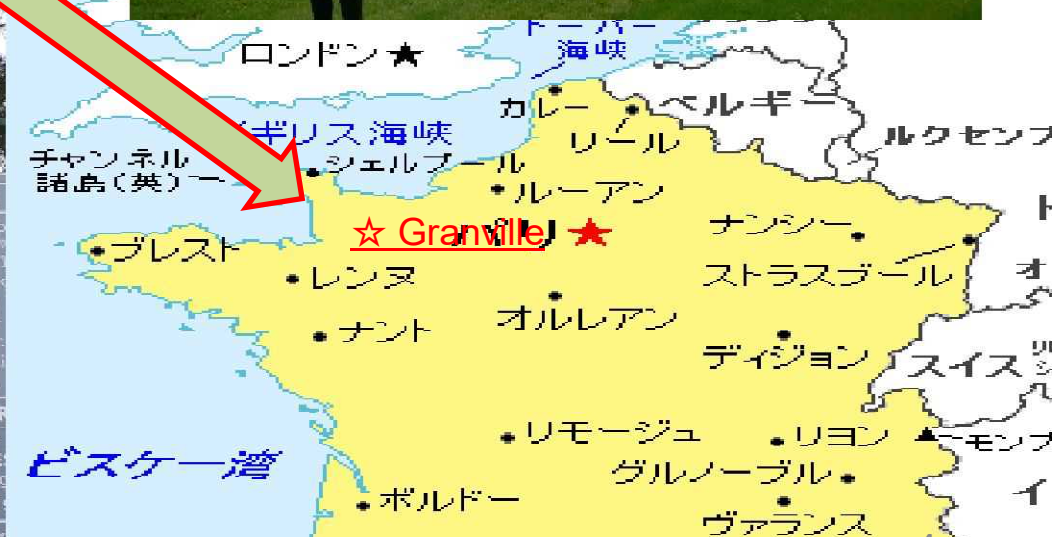 ドーバー
海峡
ロンドン★
カレー
ベルギー
イギリス海峡
リール
ルクセンブ
チャンネル
諸島(英)
シェルブール
ルーアン
☆ Granville
パリ★
ナンシー
ブレスト
レンヌ
ストラスブール
オルレアン
ナント
ディジョン
スイス
リモージュ
リヨン
モンブ
ビスケー湾
グルノーブル
ボルドー
ヴァランス